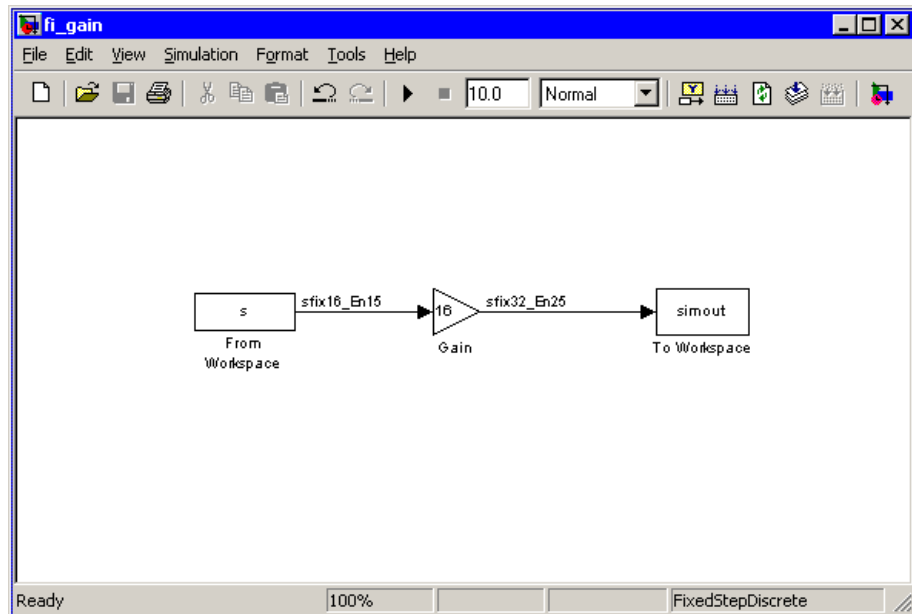 fi_gain
File Edit View Simulation Format Tools Help
10.0 Normal
s
sfix16_En15
16
sfix32_En25
simout
From
Workspace
Gain
To Workspace
Ready 100% FixedStepDiscrete